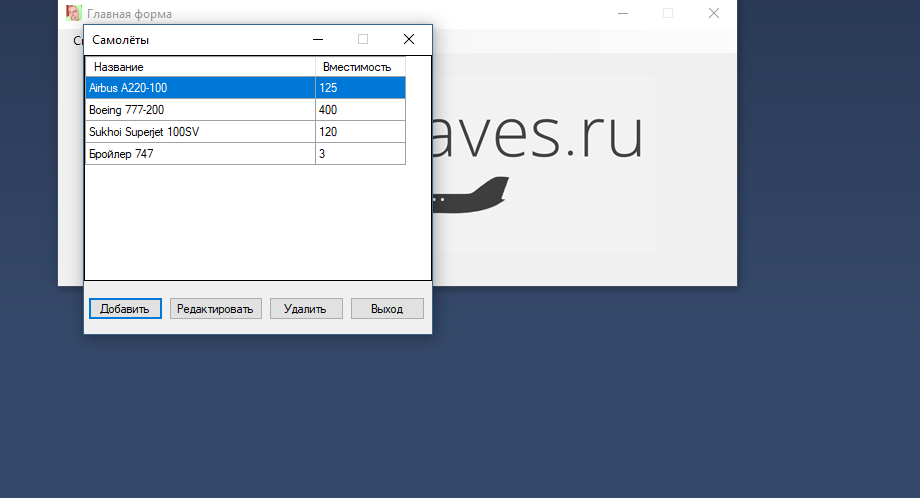 Главная форма
Самолёты
Название Вместимость
Airbus A220-100 125
Boeing 777-200 400
Sukhoi Superjet 100SV 120
Бройлер 747 3
aves.ru
Добавить Редактировать Удалить Выход